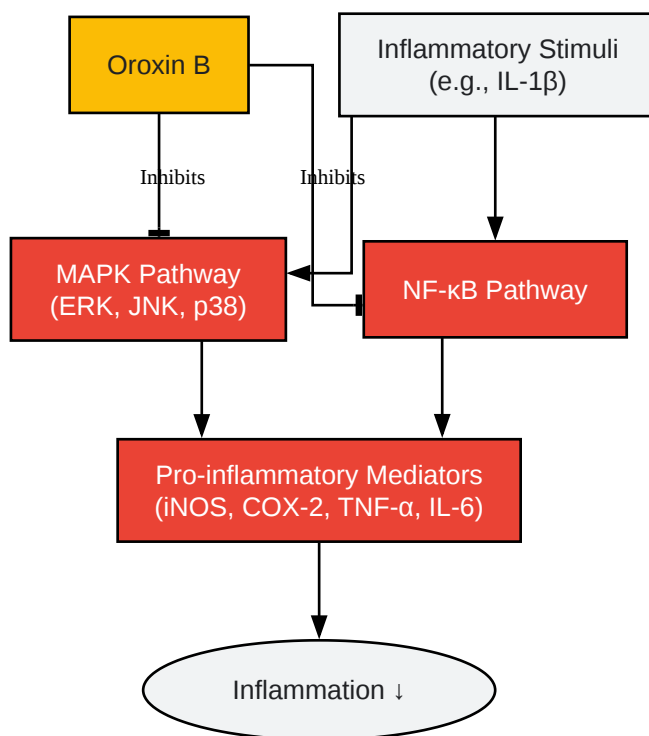 Oroxin B
Inflammatory Stimuli
(e.g., IL-1β)
Inhibits
Inhibits
MAPK Pathway
(ERK, JNK, p38)
NF-κB Pathway
Pro-inflammatory Mediators
(iNOS, COX-2, TNF-α, IL-6)
Inflammation ↓